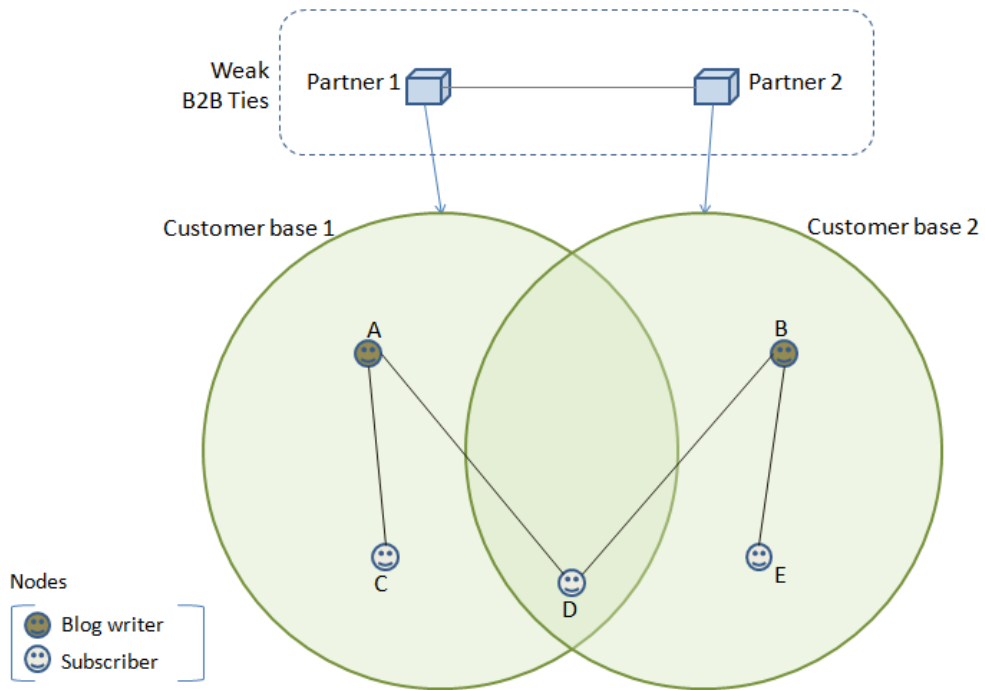 Weak
B2B Ties
Partner 1
Partner 2
Customer base 1
Customer base 2
A
B
C
D
E
Nodes
Blog writer
Subscriber